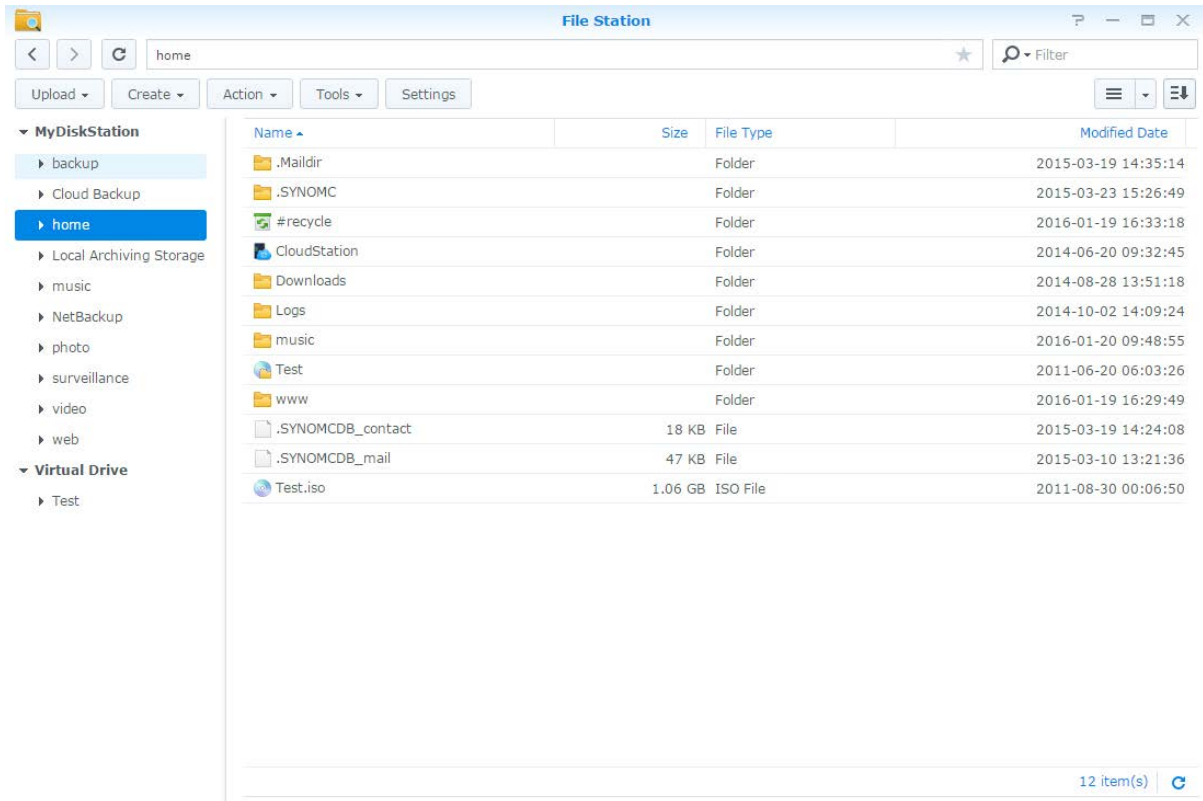 File Station
home
Filter
Upload Create Action Tools Settings
MyDiskStation
backup
Cloud Backup
home
Local Archiving Storage
music
NetBackup
photo
surveillance
video
web
Virtual Drive
Test
Name Size File Type Modified Date
.Maildir Folder 2015-03-19 14:35:14
.SYNOMC Folder 2015-03-23 15:26:49
#recycle Folder 2016-01-19 16:33:18
CloudStation Folder 2014-06-20 09:32:45
Downloads Folder 2014-08-28 13:51:18
Logs Folder 2014-10-02 14:09:24
music Folder 2016-01-20 09:48:55
Test Folder 2011-06-20 06:03:26
www Folder 2016-01-19 16:29:49
.SYNOMCDB_contact 18 KB File 2015-03-19 14:24:08
.SYNOMCDB_mail 47 KB File 2015-03-10 13:21:36
Test.iso 1.06 GB ISO File 2011-08-30 00:06:50
12 item(s)